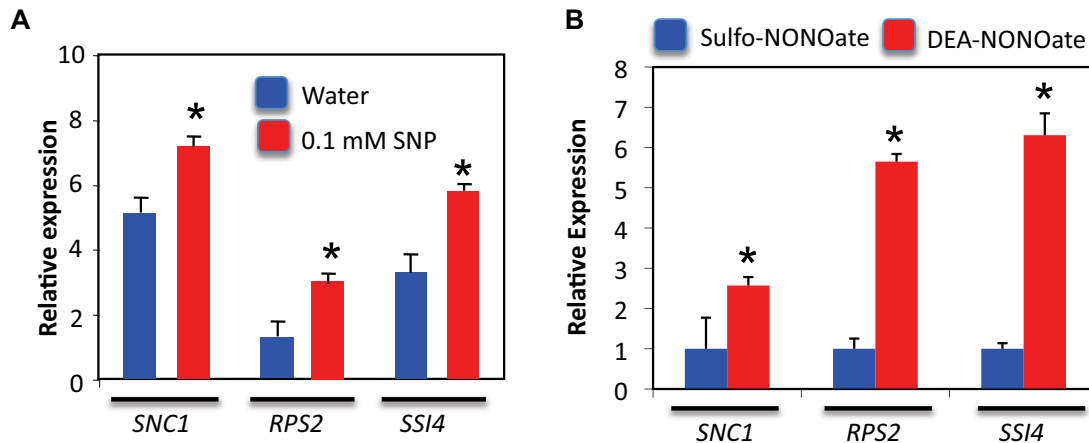 A
Relative expression
10
8
6
4
2
0
Water
0.1 mM SNP
*
*
*
SNC1
RPS2
SSI4
B
Sulfo-NONOate
DEA-NONOate
Relative Expression
8
7
6
5
4
3
2
1
0
*
*
*
SNC1
RPS2
SSI4